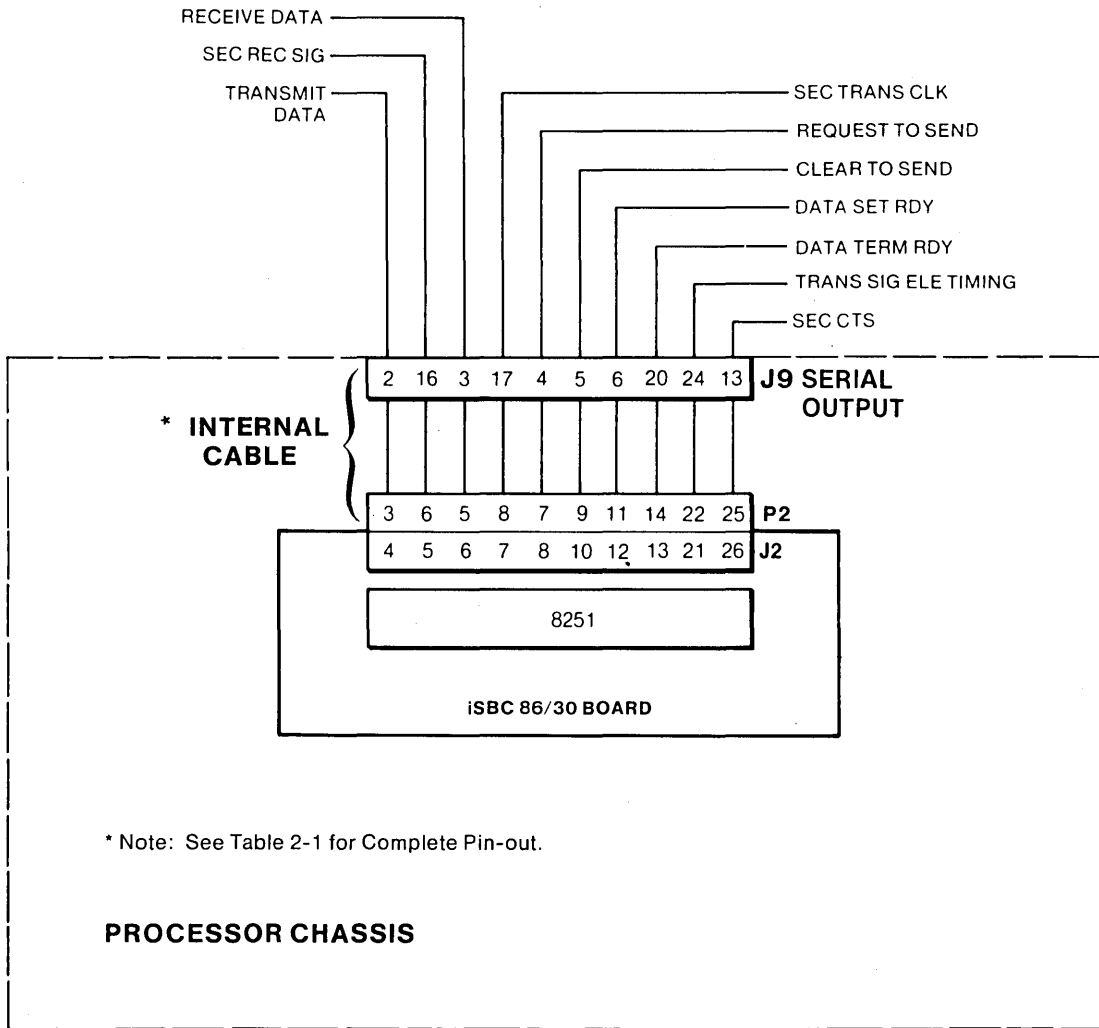 RECEIVE DATA
SEC REC SIG
TRANSMIT
DATA
SEC TRANS CLK
REQUEST TO SEND
CLEAR TO SEND
DATA SET RDY
DATA TERM RDY
TRANS SIG ELE TIMING
SEC CTS
2 16 3 17 4 5 6 20 24 13 J9 SERIAL
OUTPUT
* INTERNAL
CABLE
3 6 5 8 7 9 11 14 22 25 P2
4 5 6 7 8 10 12 13 21 26 J2
8251
iSBC 86/30 BOARD
* Note: See Table 2-1 for Complete Pin-out.
PROCESSOR CHASSIS